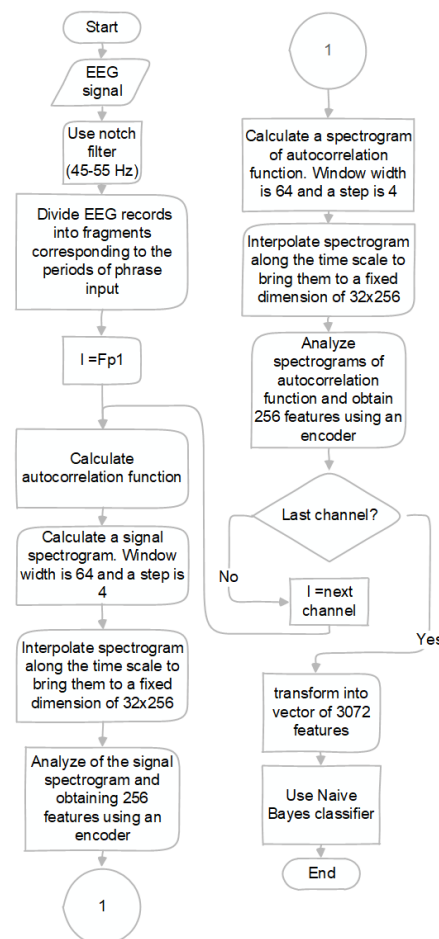 Start
EEG
signal
Use notch
filter
(45-55 Hz)
Divide EEG records
into fragments
corresponding to the
periods of phrase
input
I =Fp1
Calculate
autocorrelation function
Calculate a signal
spectrogram. Window
width is 64 and a step is
4
Interpolate spectrogram
along the time scale to
bring them to a fixed
dimension of 32x256
Analyze of the signal
spectrogram and
obtaining 256
features using an
encoder
1
1
Calculate a spectrogram
of autocorrelation
function. Window width
is 64 and a step is 4
Interpolate spectrogram
along the time scale to
bring them to a fixed
dimension of 32x256
Analyze
spectrograms of
autocorrelation
function and obtain
256 features using an
encoder
Last channel?
No
I =next
channel
Yes
transform into
vector of 3072
features
Use Naive
Bayes classifier
End